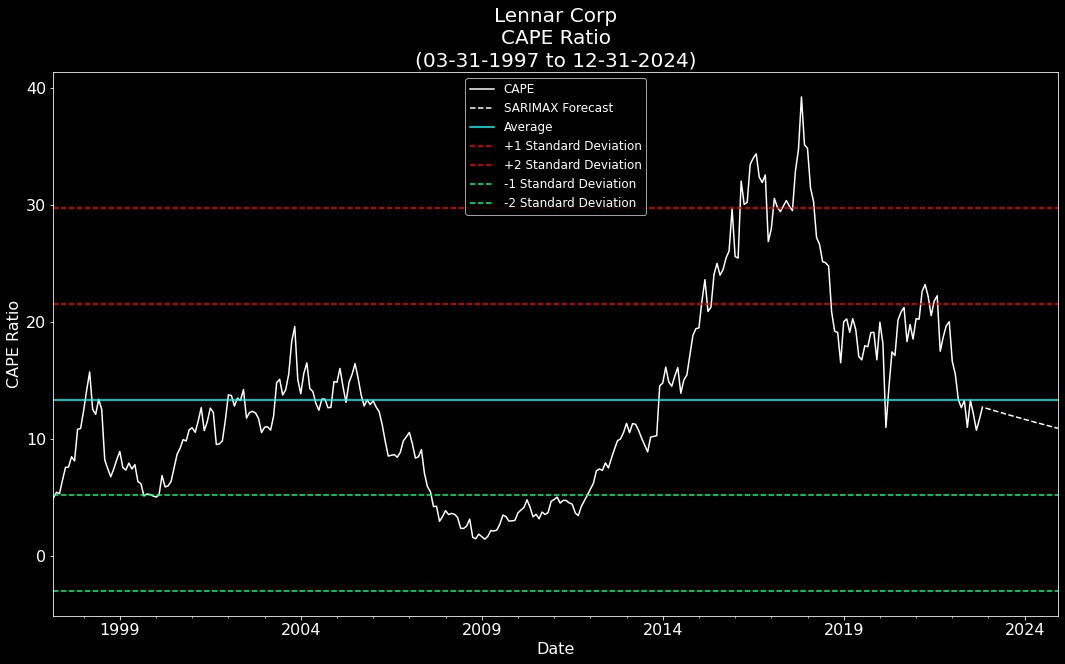 Lennar Corp
CAPE Ratio
(03-31-1997 to 12-31-2024)
CAPE
SARIMAX Forecast
Average
+1 Standard Deviation
+2 Standard Deviation
-1 Standard Deviation
-2 Standard Deviation
CAPE Ratio
40
30
20
10
0
1999 2004 2009 2014 2019 2024
Date